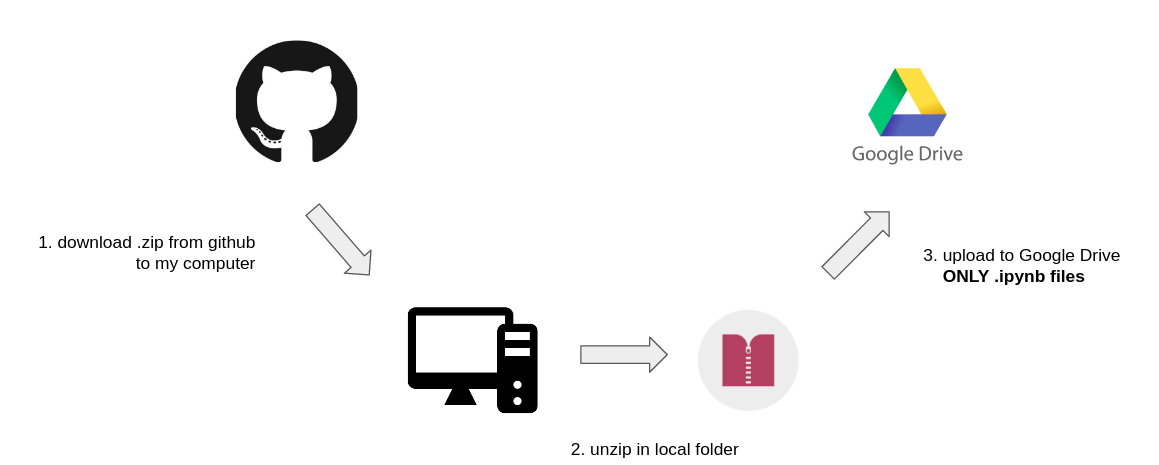 Google Drive
1. download .zip from github
to my computer
3. upload to Google Drive
ONLY .ipynb files
2. unzip in local folder